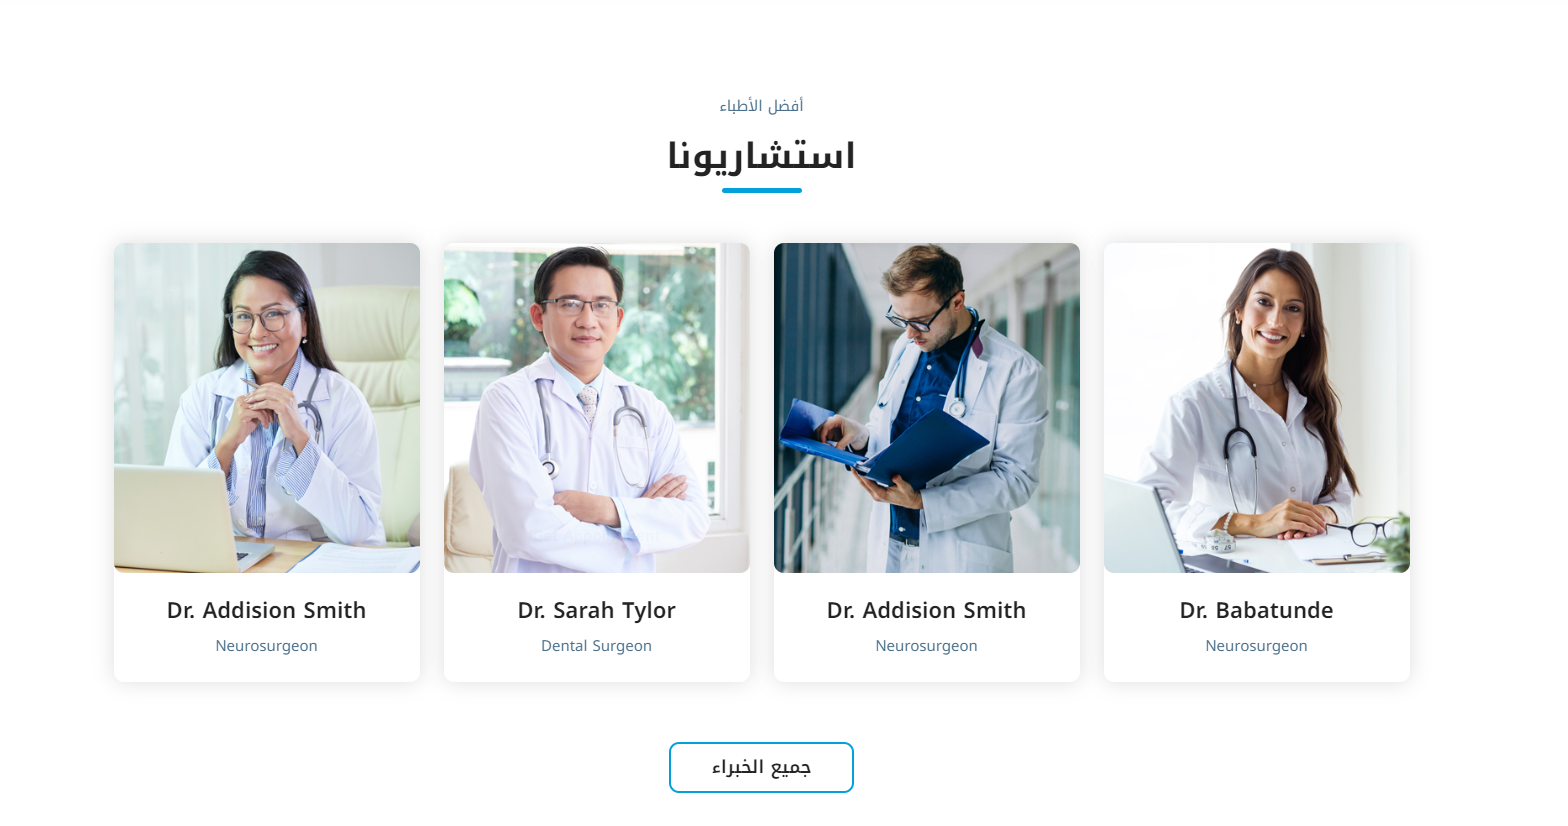 أفضل الأطباء
استشاريونا
Dr. Addision Smith
Neurosurgeon
Dr. Sarah Tylor
Dental Surgeon
Dr. Addision Smith
Neurosurgeon
Dr. Babatunde
Neurosurgeon
جميع الخبراء